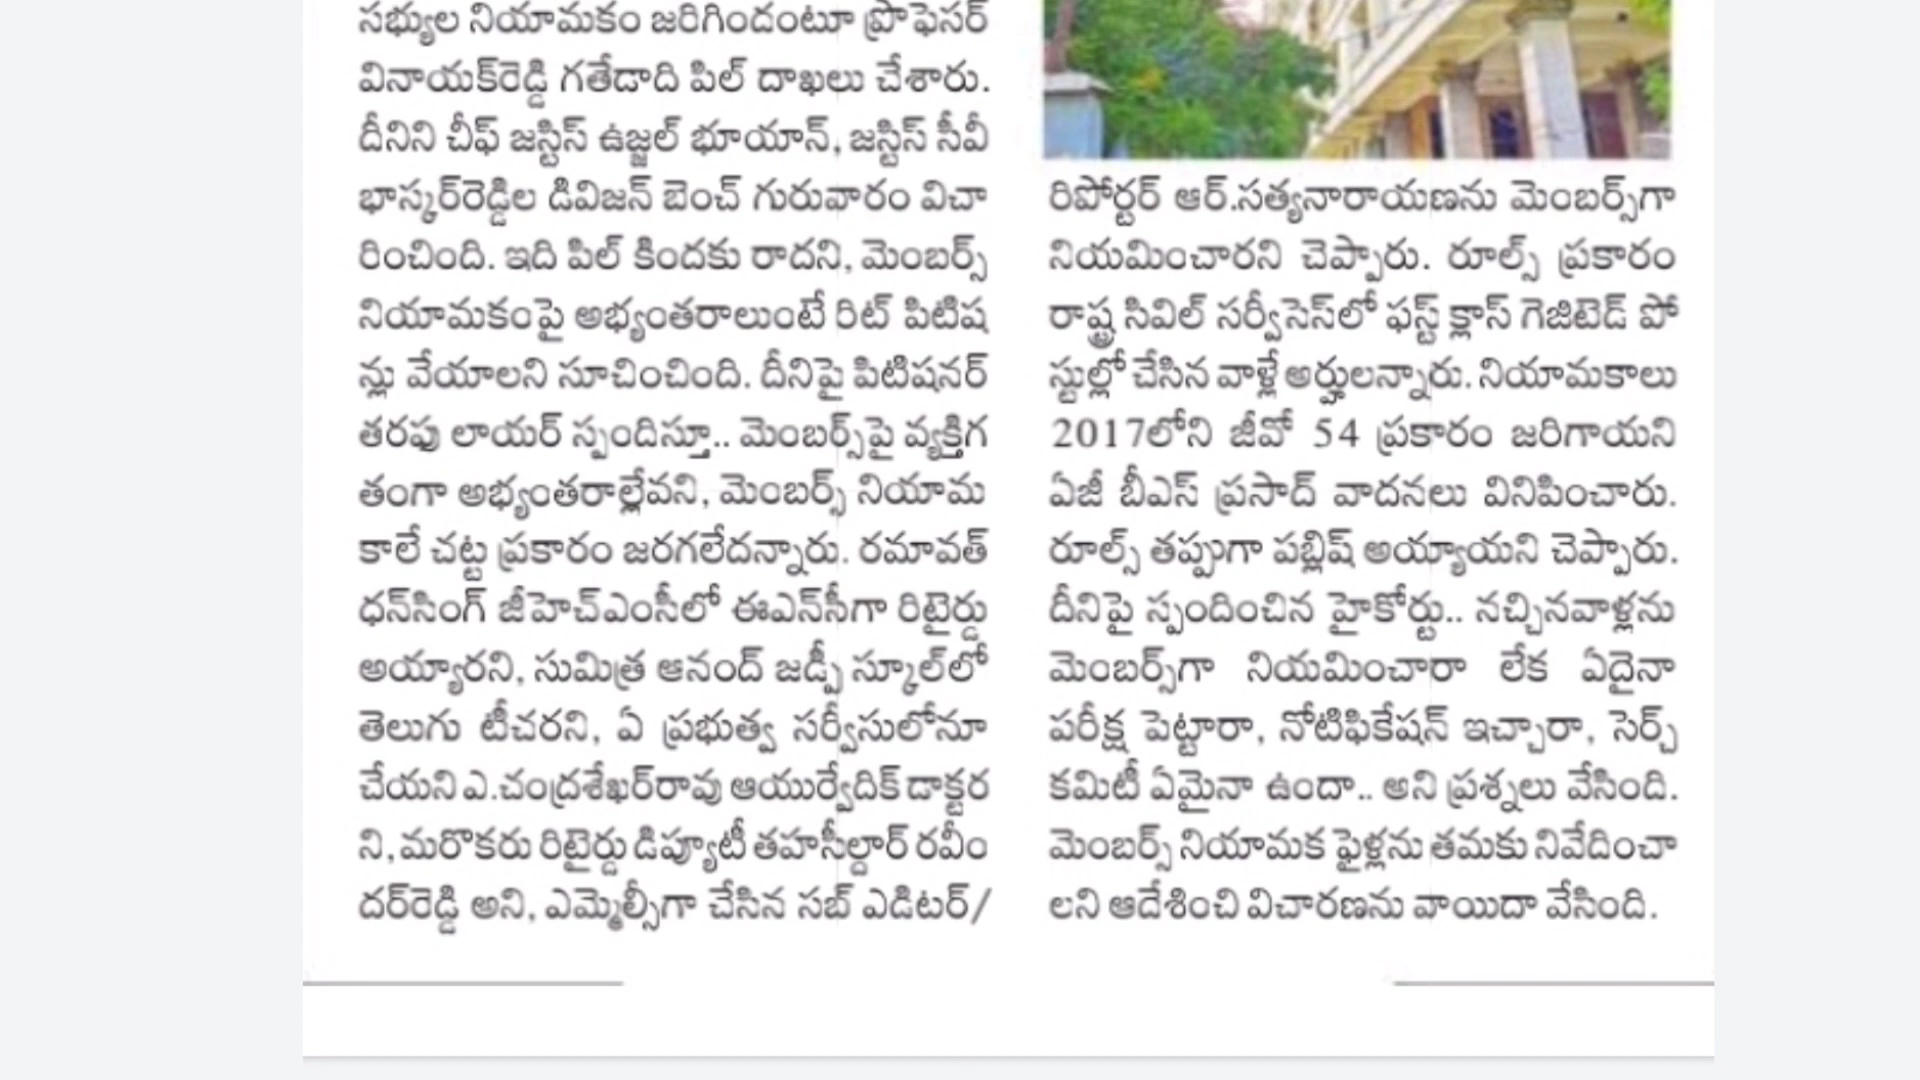 సభ్యుల నియామకం జరిగిందంటూ ప్రొఫెసర్
వినాయక్‌రెడ్డి గతేడాది పిల్ దాఖలు చేశారు.
దీనిని చీఫ్ జస్టిస్ ఉజ్జల్ భూయాన్, జస్టిస్ సీవీ
భాస్కర్‌రెడ్డిల డివిజన్ బెంచ్ గురువారం విచా
రించింది. ఇది పిల్ కిందకు రాదని, మెంబర్స్
నియామకంపై అభ్యంతరాలుంటే రిట్ పిటిష
న్లు వేయాలని సూచించింది. దీనిపై పిటిషనర్
తరఫు లాయర్ స్పందిస్తూ.. మెంబర్స్‌పై వ్యక్తిగ
తంగా అభ్యంతరాల్లేవని, మెంబర్స్ నియామ
కాలే చట్ట ప్రకారం జరగలేదన్నారు. రమావత్
ధన్‌సింగ్ జీహెచ్ఎంసీలో ఈఎన్‌సీగా రిటైర్డు
అయ్యారని, సుమిత్ర ఆనంద్ జడ్పీ స్కూల్‌లో
తెలుగు టీచరని, ఏ ప్రభుత్వ సర్వీసులోనూ
చేయని ఎ.చంద్రశేఖర్‌రావు ఆయుర్వేదిక్ డాక్టర
ని, మరొకరు రిటైర్డు డిప్యూటీ తహసీల్దార్ రవీం
దర్‌రెడ్డి అని, ఎమ్మెల్సీగా చేసిన సబ్ ఎడిటర్/
రిపోర్టర్ ఆర్.సత్యనారాయణను మెంబర్స్‌గా
నియమించారని చెప్పారు. రూల్స్ ప్రకారం
రాష్ట్ర సివిల్ సర్వీసెస్‌లో ఫస్ట్ క్లాస్ గెజిటెడ్ పో
స్టుల్లో చేసిన వాళ్లే అర్హులన్నారు. నియామకాలు
2017లోని జీవో 54 ప్రకారం జరిగాయని
ఏజీ బీఎస్ ప్రసాద్ వాదనలు వినిపించారు.
రూల్స్ తప్పుగా పబ్లిష్ అయ్యాయని చెప్పారు.
దీనిపై స్పందించిన హైకోర్టు.. నచ్చినవాళ్లను
మెంబర్స్‌గా నియమించారా లేక ఏదైనా
పరీక్ష పెట్టారా, నోటిఫికేషన్ ఇచ్చారా, సెర్చ్
కమిటీ ఏమైనా ఉందా.. అని ప్రశ్నలు వేసింది.
మెంబర్స్ నియామక ఫైళ్లను తమకు నివేదించా
లని ఆదేశించి విచారణను వాయిదా వేసింది.